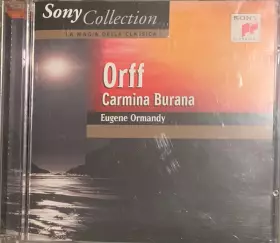 Sony Collection...
LA MAGIA DELLA CLASSICA
SONY
Orff
Carmina Burana
Eugene Ormandy